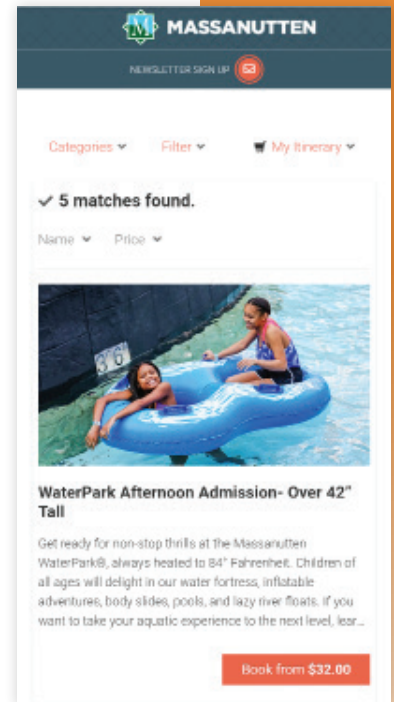 MASSANUTTEN
NEWSLETTER SIGN UP
Categories Filter My Itinerary
5 matches found.
Name Price
3'6"
WaterPark Afternoon Admission- Over 42"
Tall
Get ready for non-stop thrills at the Massanutten
WaterPark®, always heated to 84° Fahrenheit. Children of
all ages will delight in our water fortress, inflatable
adventures, body slides, pools, and lazy river floats. If you
want to take your aquatic experience to the next level, lear...
Book from $32.00